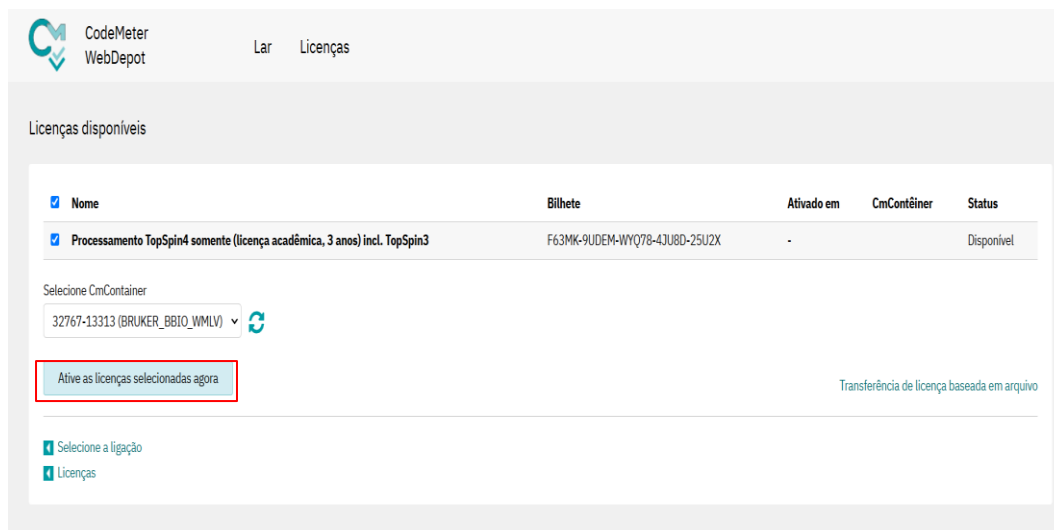 CodeMeter
WebDepot
Lar Licenças
Licenças disponíveis
Nome Bilhete Ativado em CmContêiner Status
Processamento TopSpin4 somente (licença acadêmica, 3 anos) incl. TopSpin3 F63MK-9UDEM-WYQ78-4JU8D-25U2X - Disponível
Selecione CmContainer
32767-13313 (BRUKER_BBIO_WMLV)
Ative as licenças selecionadas agora
Transferência de licença baseada em arquivo
Selecione a ligação
Licenças